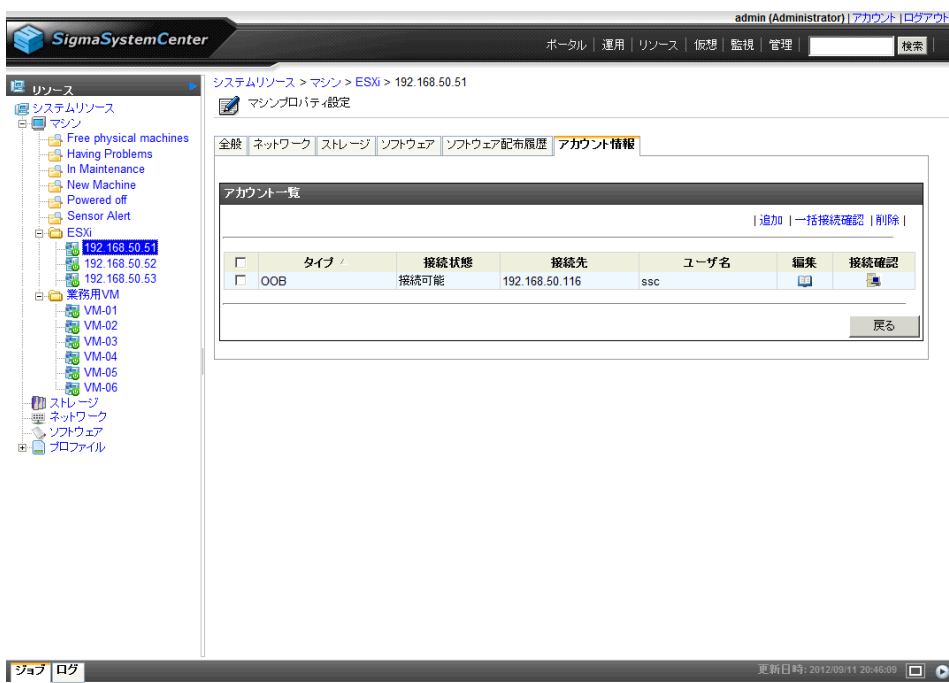 admin (Administrator) | アカウント | ログアウト
SigmaSystemCenter
ポータル | 運用 | リソース | 仮想 | 監視 | 管理 | 検索
リソース
システムリソース
マシン
Free physical machines
Having Problems
In Maintenance
New Machine
Powered off
Sensor Alert
ESXi
192.168.50.51
192.168.50.52
192.168.50.53
業務用VM
VM-01
VM-02
VM-03
VM-04
VM-05
VM-06
ストレージ
ネットワーク
ソフトウェア
プロファイル
システムリソース > マシン > ESXi > 192.168.50.51
マシンプロパティ設定
全般 ネットワーク ストレージ ソフトウェア ソフトウェア配布履歴 アカウント情報
アカウント一覧
| 追加 | 一括接続確認 | 削除 |
タイプ 接続状態 接続先 ユーザ名 編集 接続確認
OOB 接続可能 192.168.50.116 ssc
戻る
ジョブ ログ 更新日時: 2012/09/11 20:46:09